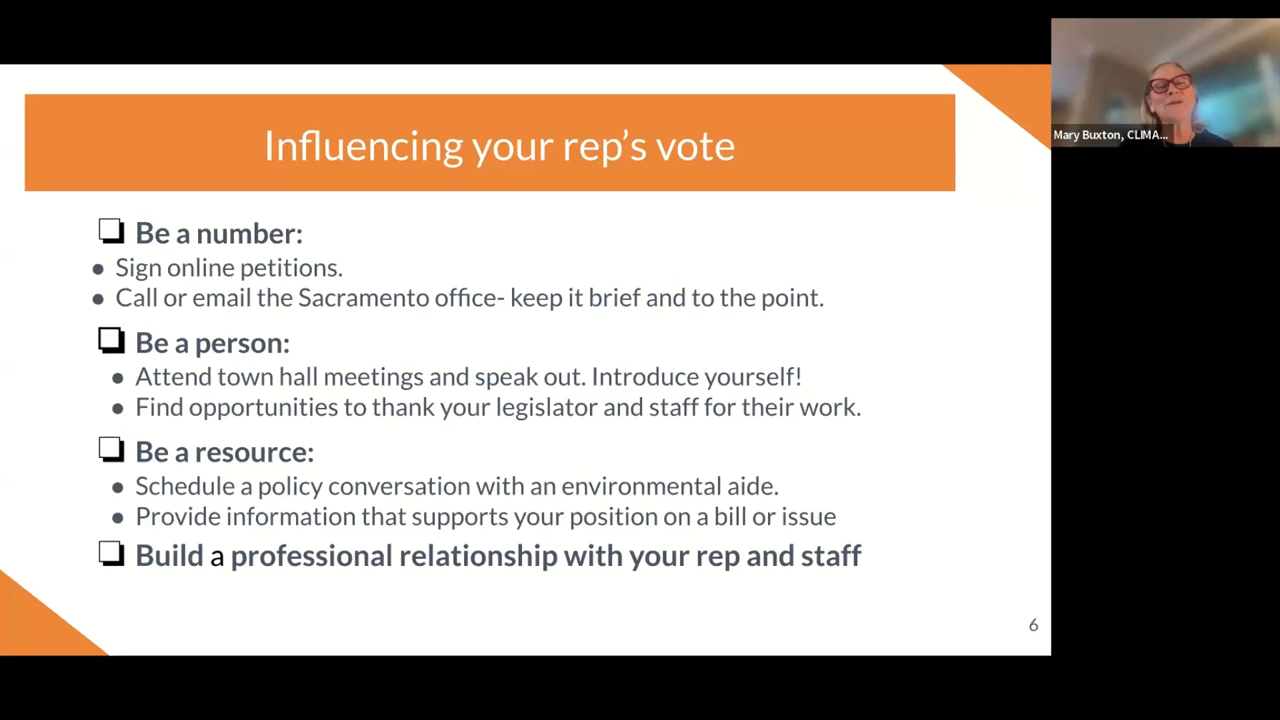 Influencing your rep's vote
Be a number:
● Sign online petitions.
● Call or email the Sacramento office- keep it brief and to the point.
Be a person:
● Attend town hall meetings and speak out. Introduce yourself!
● Find opportunities to thank your legislator and staff for their work.
Be a resource:
● Schedule a policy conversation with an environmental aide.
● Provide information that supports your position on a bill or issue
Build a professional relationship with your rep and staff
6
Mary Buxton, CLIMA...